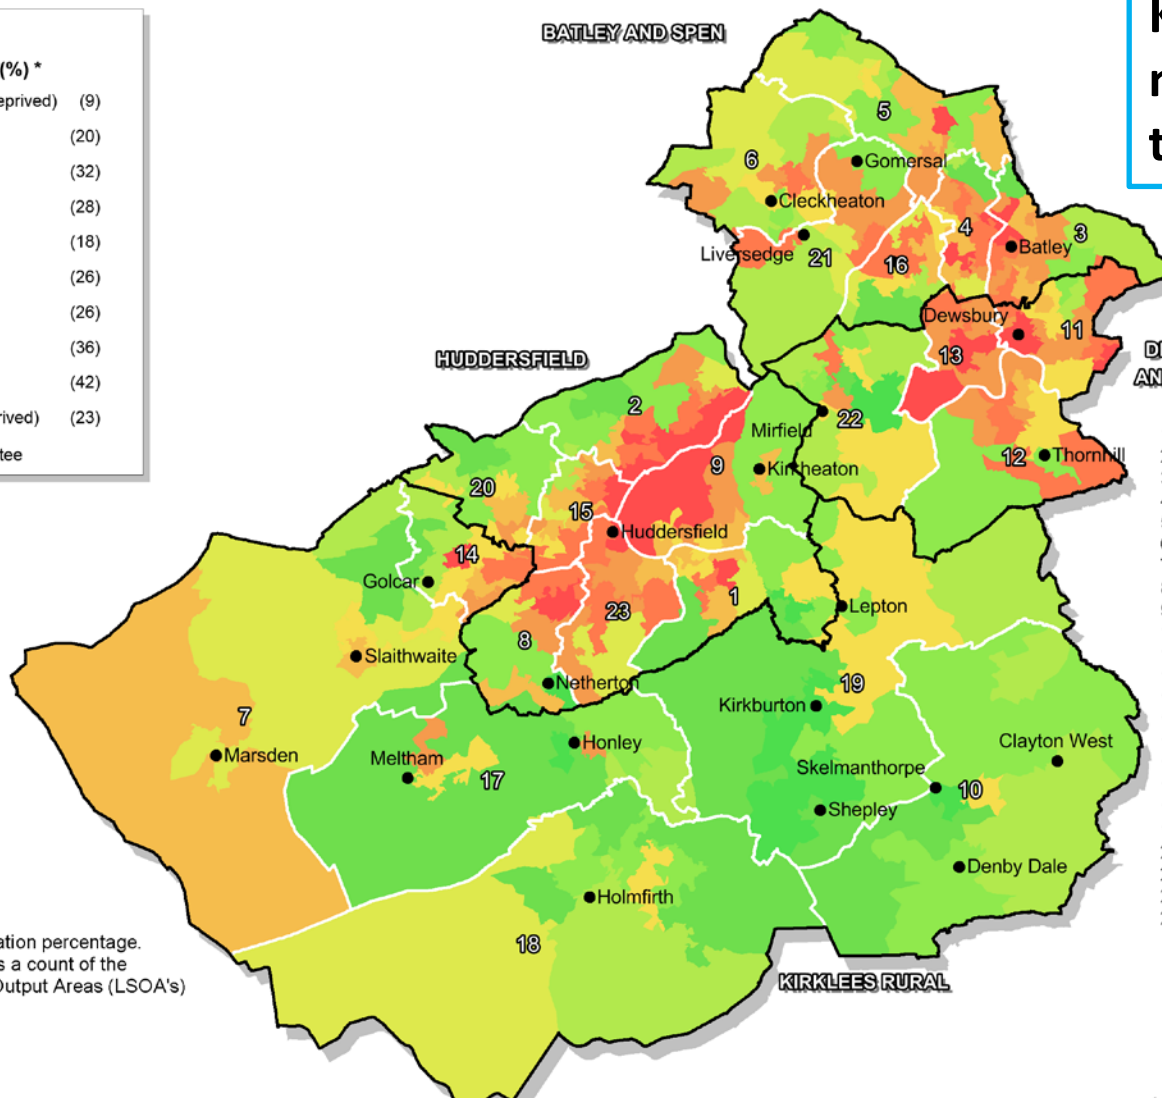 (%) *
eprived) (9)
(20)
(32)
(28)
(18)
(26)
(26)
(36)
(42)
rived) (23)
tee
BATLEY AND SPEN
5
6
Gomersal
Cleckheaton
4
3
Batley
Liversedge
21
16
Dewsbury
11
13
HUDDERSFIELD
D
AN
2
Mirfield
22
9
Kirkheaton
12
Thornhill
20
15
Huddersfield
14
Golcar
1
23
Lepton
8
Slaithwaite
Netherton
19
Kirkburton
7
Marsden
Meltham
Honley
17
Clayton West
Skelmanthorpe
10
Shepley
Denby Dale
Holmfirth
18
KIRKLEES RURAL
ation percentage.
s a count of the
Output Areas (LSOA's)